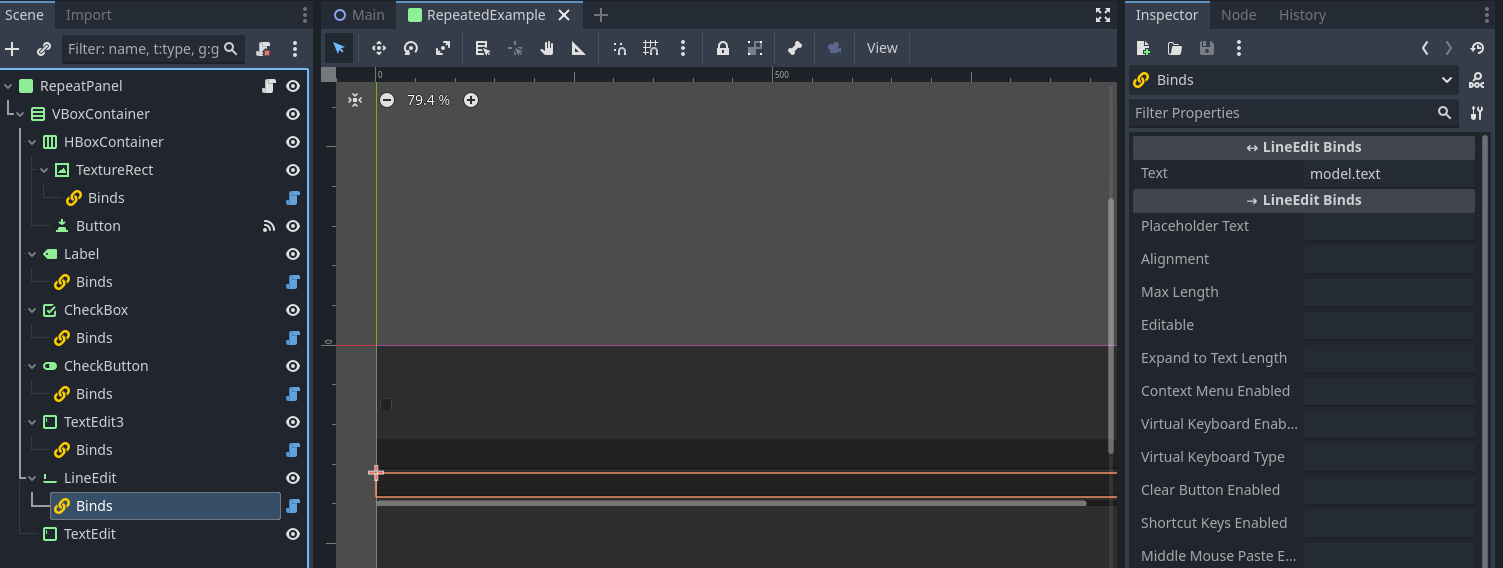 Scene Import
Filter: name, t:type, g:g
RepeatPanel
VBoxContainer
HBoxContainer
TextureRect
Binds
Button
Label
Binds
CheckBox
Binds
CheckButton
Binds
TextEdit3
Binds
LineEdit
Binds
TextEdit
Main RepeatedExample
View
0 500
79.4 %
0
Inspector Node History
Binds
Filter Properties
LineEdit Binds
Text model.text
LineEdit Binds
Placeholder Text
Alignment
Max Length
Editable
Expand to Text Length
Context Menu Enabled
Virtual Keyboard Enab...
Virtual Keyboard Type
Clear Button Enabled
Shortcut Keys Enabled
Middle Mouse Paste E...